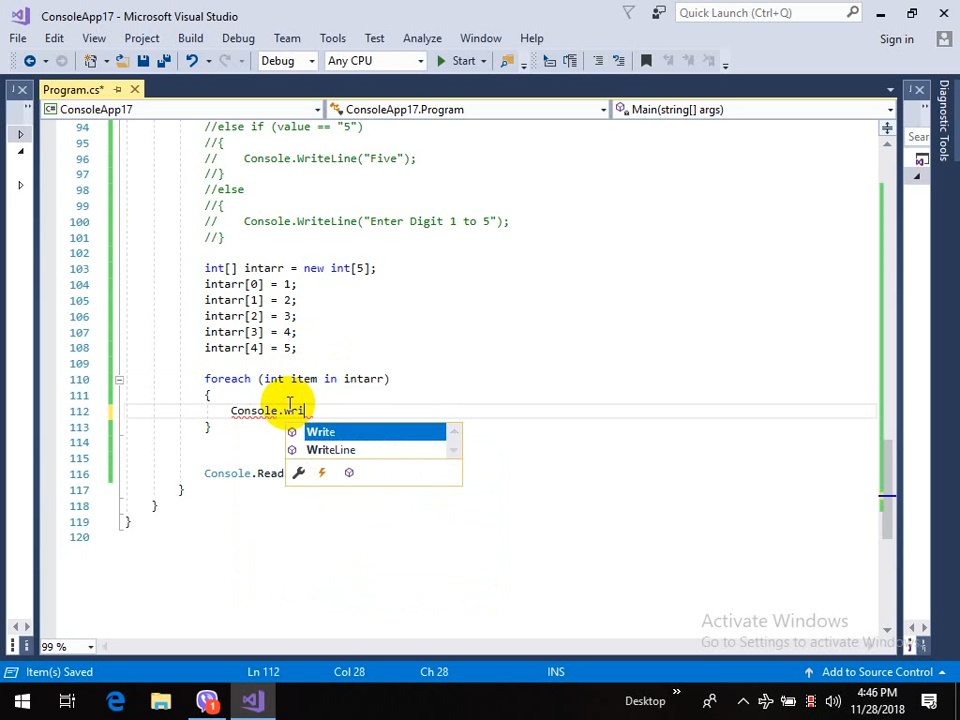 ConsoleApp17 - Microsoft Visual Studio
Quick Launch (Ctrl+Q)
File Edit View Project Build Debug Team Tools Test Analyze Window Help
Sign in
Debug Any CPU Start
Program.cs*
ConsoleApp17 ConsoleApp17.Program Main(string[] args)
Diagnostic Tools
Sear
94 //else if (value == "5")
95 //{
96 //    Console.WriteLine("Five");
97 //}
98 //else
99 //{
100 //    Console.WriteLine("Enter Digit 1 to 5");
101 //}
102
103 int[] intarr = new int[5];
104 intarr[0] = 1;
105 intarr[1] = 2;
106 intarr[2] = 3;
107 intarr[3] = 4;
108 intarr[4] = 5;
109
110 foreach (int item in intarr)
111 {
112 Console.wri
113 }
Write
114
WriteLine
115
116 Console.Read
117 }
118 }
119 }
120
Activate Windows
Go to Settings to activate Windows.
99 %
Item(s) Saved Ln 112 Col 28 Ch 28 INS Add to Source Control
1
Desktop
4:46 PM
11/28/2018